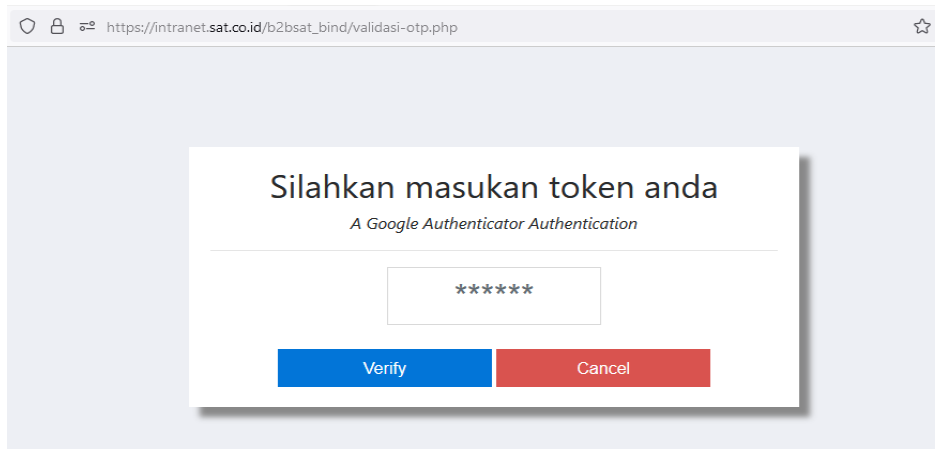 https://intranet.sat.co.id/b2bsat_bind/validasi-otp.php
Silahkan masukan token anda
A Google Authenticator Authentication
******
Verify
Cancel